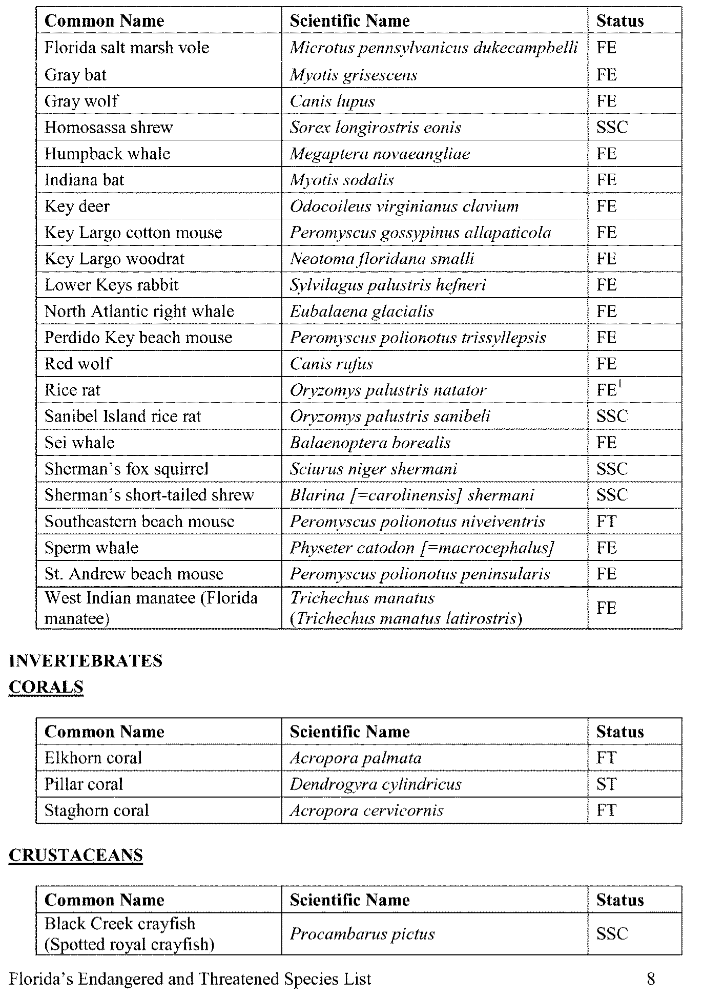 Common Name Scientific Name Status
Florida salt marsh vole Microtus pennsylvanicus dukecampbelli FE
Gray bat Myotis grisescens FE
Gray wolf Canis lupus FE
Homosassa shrew Sorex longirostris eonis SSC
Humpback whale Megaptera novaeangliae FE
Indiana bat Myotis sodalis FE
Key deer Odocoileus virginianus clavium FE
Key Largo cotton mouse Peromyscus gossypinus allapaticola FE
Key Largo woodrat Neotoma floridana smalli FE
Lower Keys rabbit Sylvilagus palustris hefneri FE
North Atlantic right whale Eubalaena glacialis FE
Perdido Key beach mouse Peromyscus polionotus trissyllepsis FE
Red wolf Canis rufus FE
Rice rat Oryzomys palustris natator FE¹
Sanibel Island rice rat Oryzomys palustris sanibeli SSC
Sei whale Balaenoptera borealis FE
Sherman's fox squirrel Sciurus niger shermani SSC
Sherman's short-tailed shrew Blarina [=carolinensis] shermani SSC
Southeastern beach mouse Peromyscus polionotus niveiventris FT
Sperm whale Physeter catodon [=macrocephalus] FE
St. Andrew beach mouse Peromyscus polionotus peninsularis FE
West Indian manatee (Florida Trichechus manatus
manatee) (Trichechus manatus latirostris) FE
INVERTEBRATES
CORALS
Common Name Scientific Name Status
Elkhorn coral Acropora palmata FT
Pillar coral Dendrogyra cylindricus ST
Staghorn coral Acropora cervicornis FT
CRUSTACEANS
Common Name Scientific Name Status
Black Creek crayfish
(Spotted royal crayfish) Procambarus pictus SSC
Florida's Endangered and Threatened Species List 8